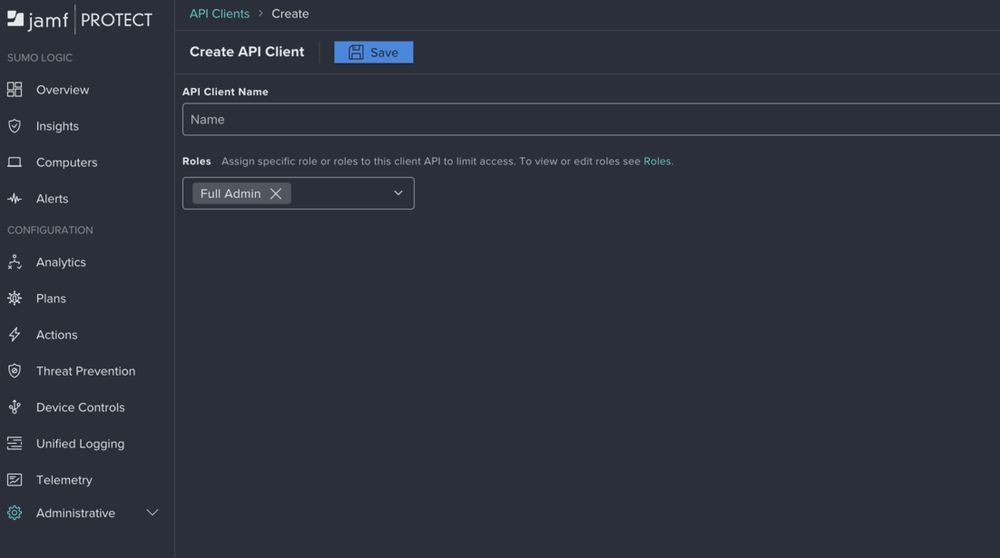 jamf PROTECT
SUMO LOGIC
Overview
Insights
Computers
Alerts
CONFIGURATION
Analytics
Plans
Actions
Threat Prevention
Device Controls
Unified Logging
Telemetry
Administrative
API Clients > Create
Create API Client
Save
API Client Name
Name
Roles Assign specific role or roles to this client API to limit access. To view or edit roles see Roles.
Full Admin